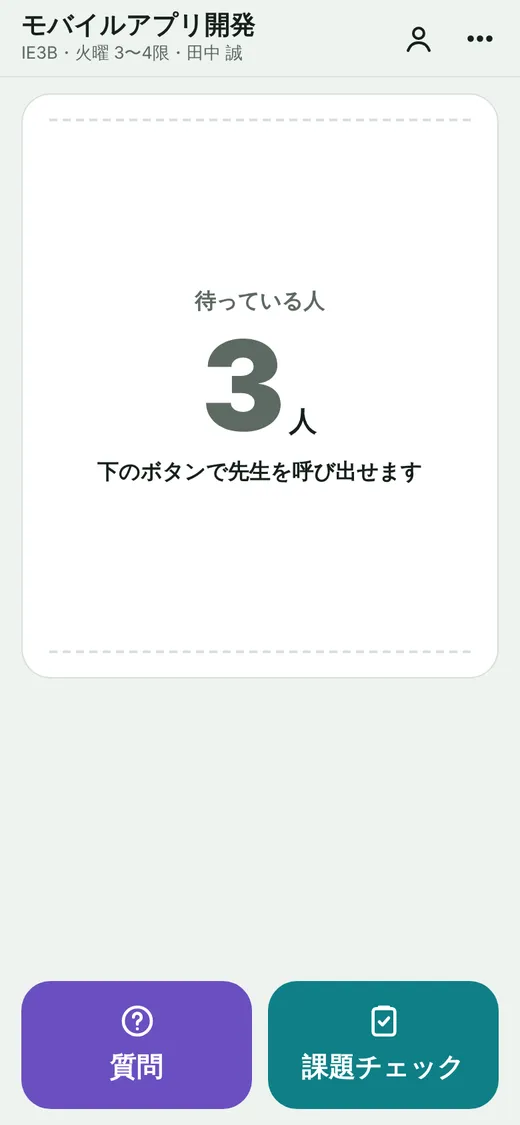 モバイルアプリ開発
IE3B・火曜 3〜4限・田中 誠
待っている人
3人
下のボタンで先生を呼び出せます
質問
課題チェック